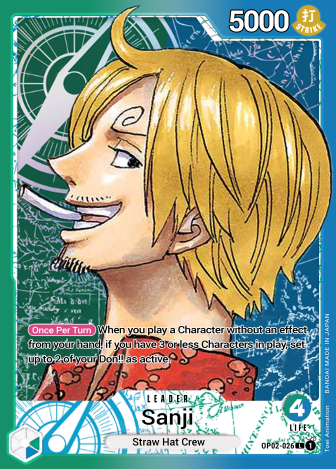 5000
打
STRIKE
Once Per Turn When you play a Character without an effect
from your hand, if you have 3 or less Characters in play, set
up to 2 of your Don!! as active.
LEADER
Sanji
4
LIFE
Straw Hat Crew
OP02-026 L 1
Toei Animation BANDAI MADE IN JAPAN